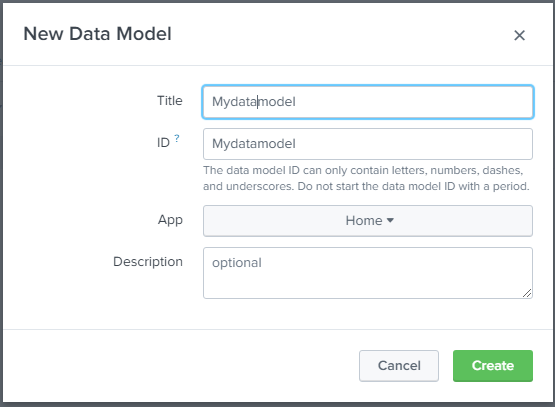 New Data Model
Title
Mydatamodel
ID ?
Mydatamodel
The data model ID can only contain letters, numbers, dashes,
and underscores. Do not start the data model ID with a period.
App
Home
Description
optional
Cancel
Create